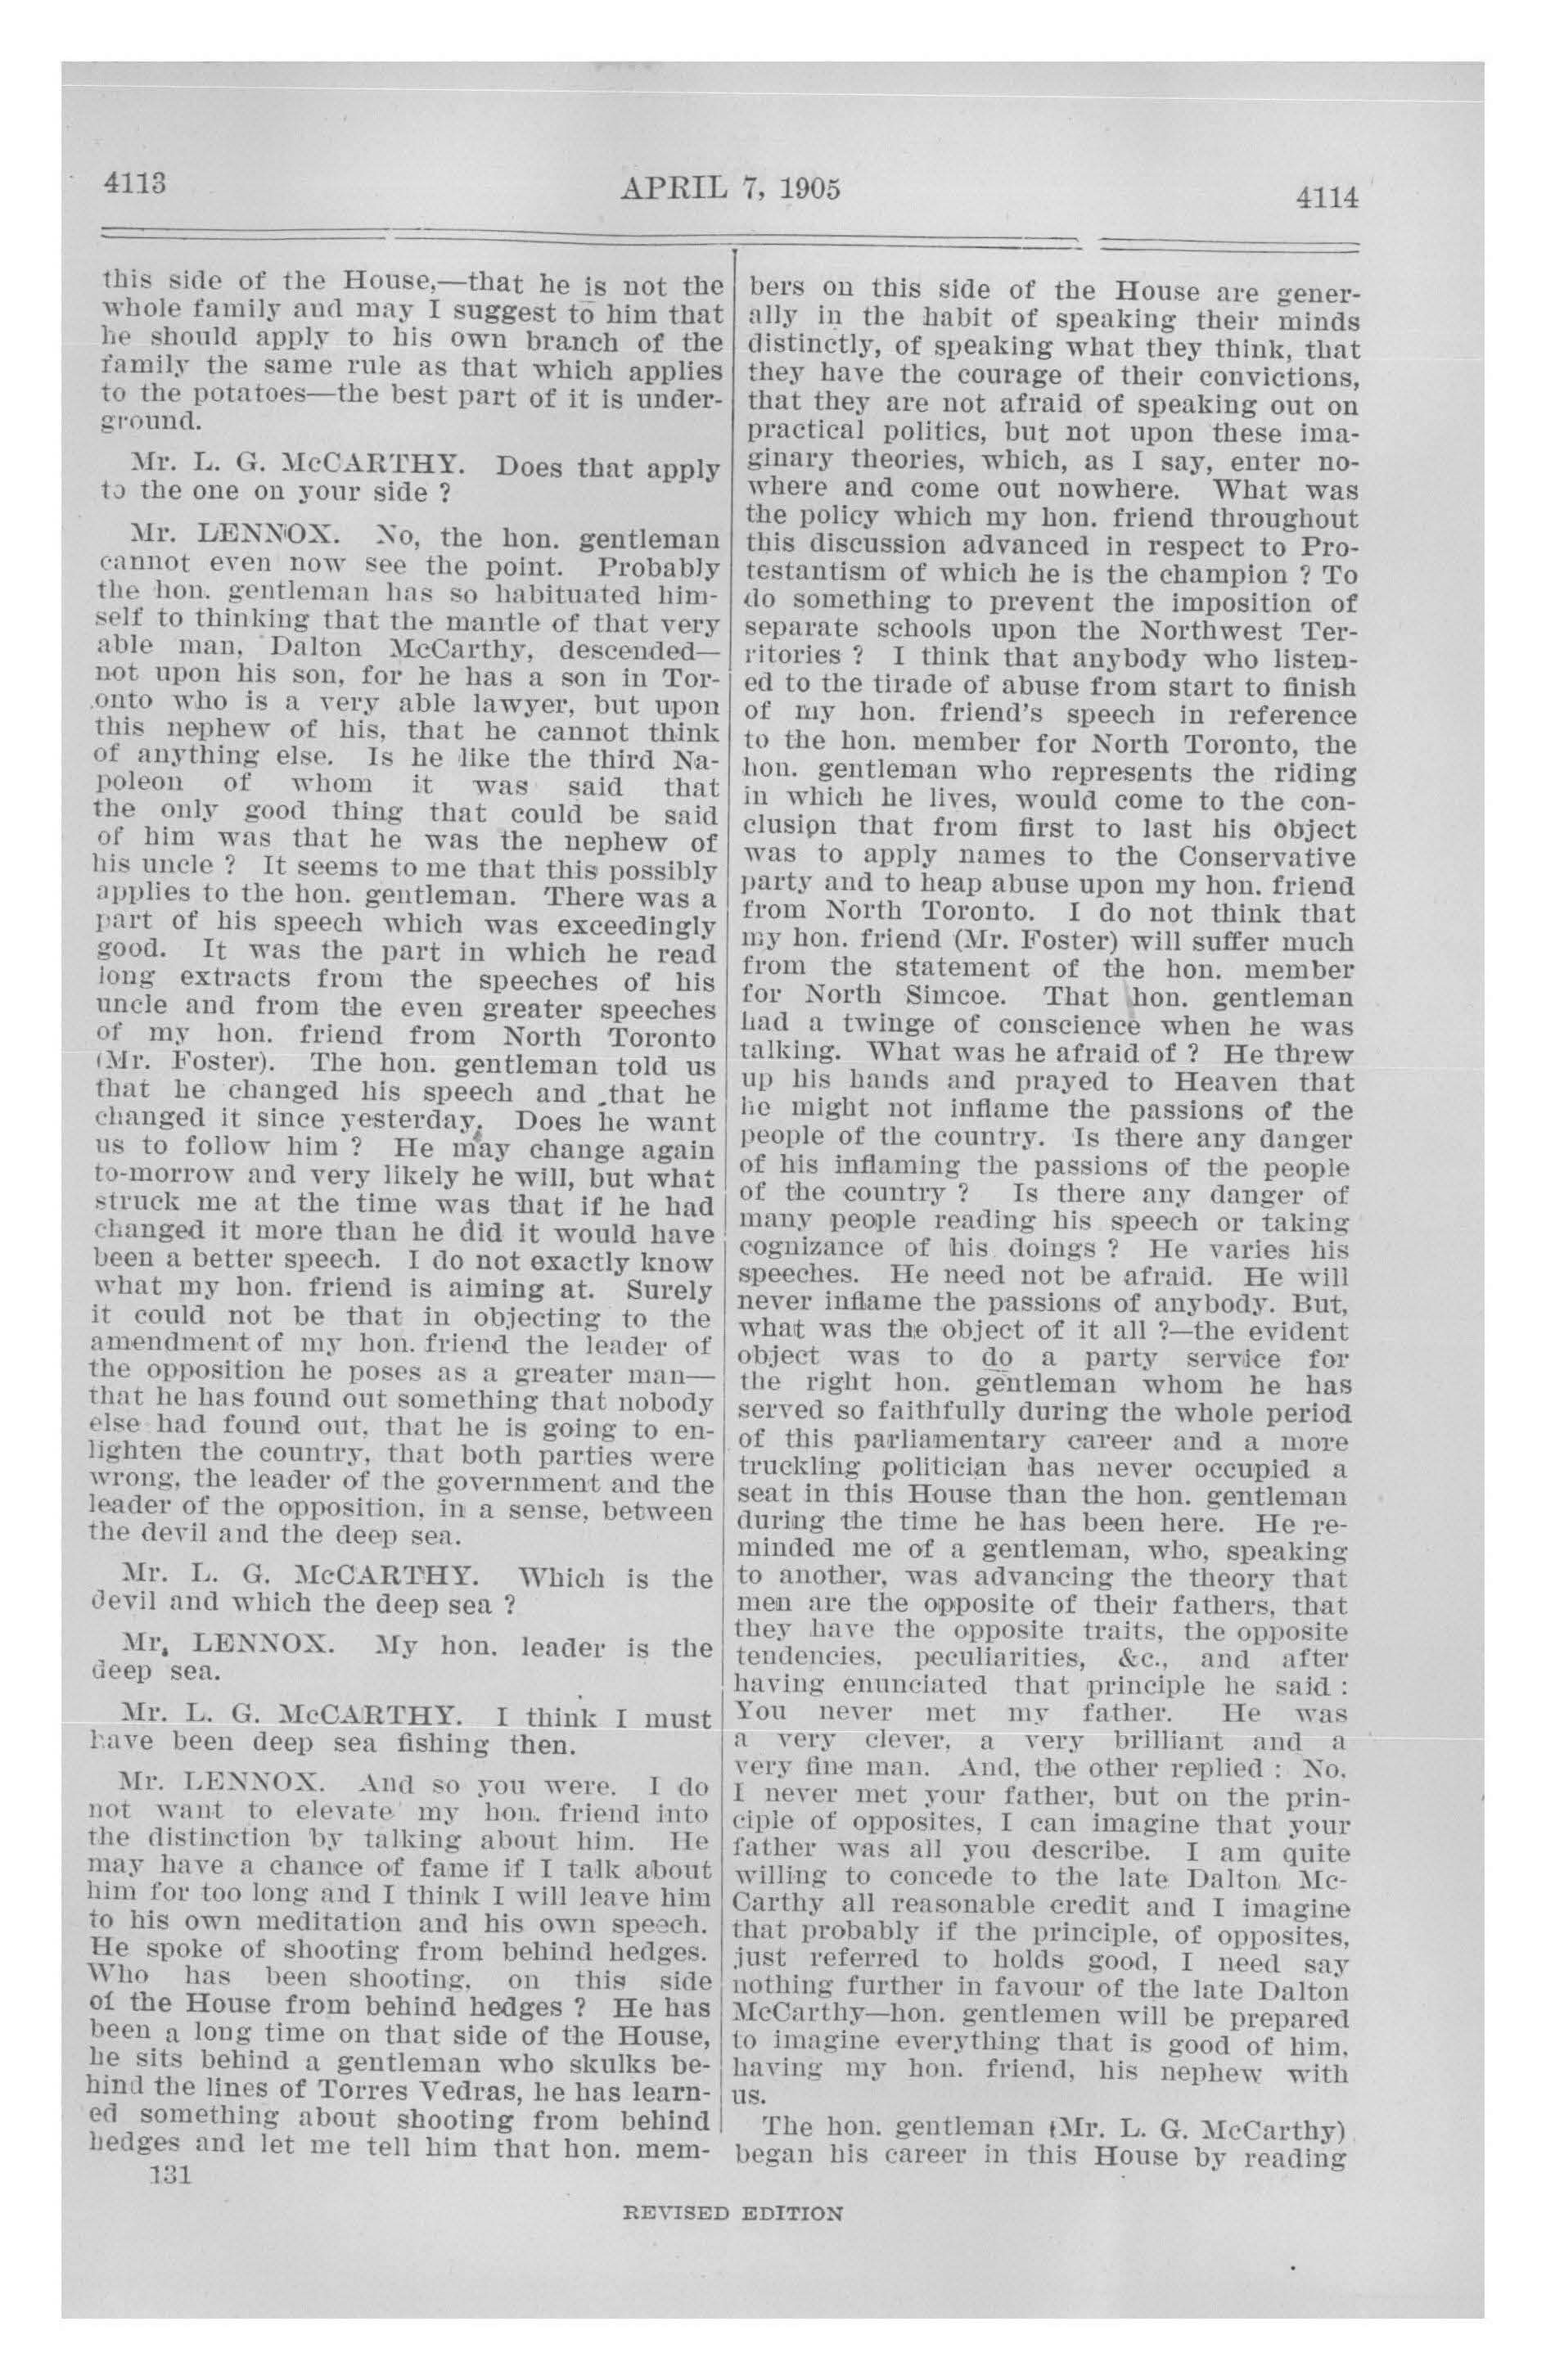 4113
APRIL 7, 1905
4114
this side of the House,—that he is not the
whole family and may I suggest to him that
he should apply to his own branch of the
family the same rule as that which applies
to the potatoes—the best part of it is under-
ground.
Mr. L. G. McCARTHY. Does that apply
to the one on your side ?
Mr. LENNOX. No, the hon. gentleman
cannot even now see the point. Probably
the hon. gentleman has so habituated him-
self to thinking that the mantle of that very
able man, Dalton McCarthy, descended—
not upon his son, for he has a son in Tor-
onto who is a very able lawyer, but upon
this nephew of his, that he cannot think
of anything else. Is he like the third Na-
poleon of whom it was said that
the only good thing that could be said
of him was that he was the nephew of
his uncle ? It seems to me that this possibly
applies to the hon. gentleman. There was a
part of his speech which was exceedingly
good. It was the part in which he read
long extracts from the speeches of his
uncle and from the even greater speeches
of my hon. friend from North Toronto
(Mr. Foster). The hon. gentleman told us
that he changed his speech and that he
changed it since yesterday. Does he want
us to follow him ? He may change again
to-morrow and very likely he will, but what
struck me at the time was that if he had
changed it more than he did it would have
been a better speech. I do not exactly know
what my hon. friend is aiming at. Surely
it could not be that in objecting to the
amendment of my hon. friend the leader of
the opposition he poses as a greater man—
that he has found out something that nobody
else had found out, that he is going to en-
lighten the country, that both parties were
wrong, the leader of the government and the
leader of the opposition, in a sense, between
the devil and the deep sea.
Mr. L. G. McCARTHY. Which is the
devil and which the deep sea ?
Mr. LENNOX. My hon. leader is the
deep sea.
Mr. L. G. McCARTHY. I think I must
have been deep sea fishing then.
Mr. LENNOX. And so you were. I do
not want to elevate my hon. friend into
the distinction by talking about him. He
may have a chance of fame if I talk about
him for too long and I think I will leave him
to his own meditation and his own speech.
He spoke of shooting from behind hedges.
Who has been shooting, on this side
of the House from behind hedges ? He has
been a long time on that side of the House,
he sits behind a gentleman who skulks be-
hind the lines of Torres Vedras, he has learn-
ed something about shooting from behind
hedges and let me tell him that hon. mem-
131
bers on this side of the House are gener-
ally in the habit of speaking their minds
distinctly, of speaking what they think, that
they have the courage of their convictions,
that they are not afraid of speaking out on
practical politics, but not upon these ima-
ginary theories, which, as I say, enter no-
where and come out nowhere. What was
the policy which my hon. friend throughout
this discussion advanced in respect to Pro-
testantism of which he is the champion ? To
do something to prevent the imposition of
separate schools upon the Northwest Ter-
ritories ? I think that anybody who listen-
ed to the tirade of abuse from start to finish
of my hon. friend's speech in reference
to the hon. member for North Toronto, the
hon. gentleman who represents the riding
in which he lives, would come to the con-
clusion that from first to last his object
was to apply names to the Conservative
party and to heap abuse upon my hon. friend
from North Toronto. I do not think that
my hon. friend (Mr. Foster) will suffer much
from the statement of the hon. member
for North Simcoe. That hon. gentleman
had a twinge of conscience when he was
talking. What was he afraid of ? He threw
up his hands and prayed to Heaven that
he might not inflame the passions of the
people of the country. Is there any danger
of his inflaming the passions of the people
of the country ? Is there any danger of
many people reading his speech or taking
cognizance of his doings ? He varies his
speeches. He need not be afraid. He will
never inflame the passions of anybody. But,
what was the object of it all ?—the evident
object was to do a party service for
the right hon. gentleman whom he has
served so faithfully during the whole period
of this parliamentary career and a more
truckling politician has never occupied a
seat in this House than the hon. gentleman
during the time he has been here. He re-
minded me of a gentleman, who, speaking
to another, was advancing the theory that
men are the opposite of their fathers, that
they have the opposite traits, the opposite
tendencies, peculiarities, &c., and after
having enunciated that principle he said :
You never met my father. He was
a very clever, a very brilliant and a
very fine man. And, the other replied : No.
I never met your father, but on the prin-
ciple of opposites, I can imagine that your
father was all you describe. I am quite
willing to concede to the late Dalton Mc-
Carthy all reasonable credit and I imagine
that probably if the principle, of opposites,
just referred to holds good, I need say
nothing further in favour of the late Dalton
McCarthy—hon. gentlemen will be prepared
to imagine everything that is good of him,
having my hon. friend, his nephew with
us.
The hon. gentleman (Mr. L. G. McCarthy)
began his career in this House by reading
REVISED EDITION